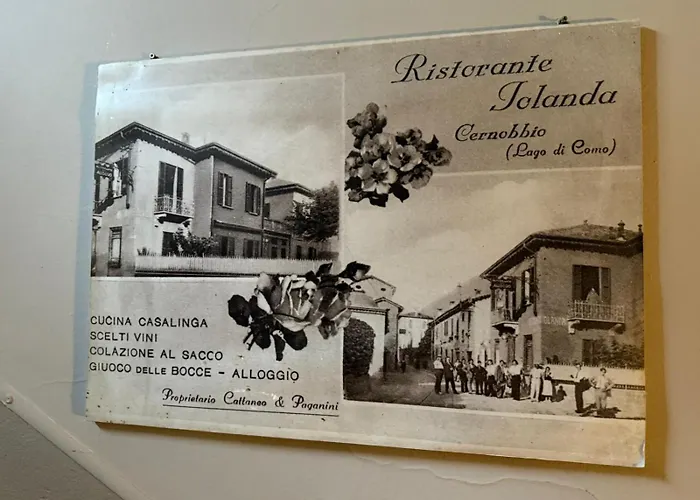 Ristorante
Iolanda
Cernobbio
(Lago di Como)
CUCINA CASALINGA
SCELTI VINI
COLAZIONE AL SACCO
GIUOCO DELLE BOCCE - ALLOGGIO
Proprietario Cattaneo & Paganini